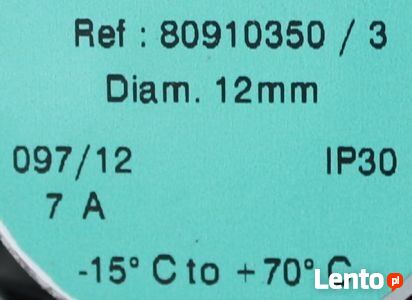 Ref : 80910350 / 3
Diam. 12mm
097/12 IP30
7 A
-15° C to +70° C
Lento pl